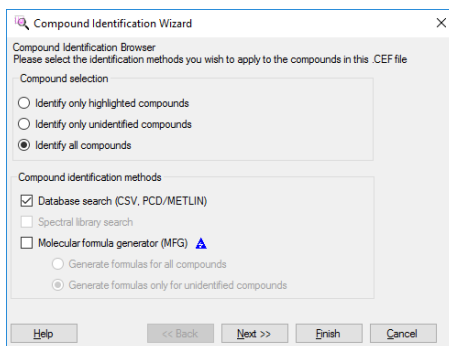 Compound Identification Wizard
Compound Identification Browser
Please select the identification methods you wish to apply to the compounds in this .CEF file
Compound selection
Identify only highlighted compounds
Identify only unidentified compounds
Identify all compounds
Compound identification methods
Database search (CSV, PCD/METLIN)
Spectral library search
Molecular formula generator (MFG)
Generate formulas for all compounds
Generate formulas only for unidentified compounds
Help << Back Next >> Finish Cancel